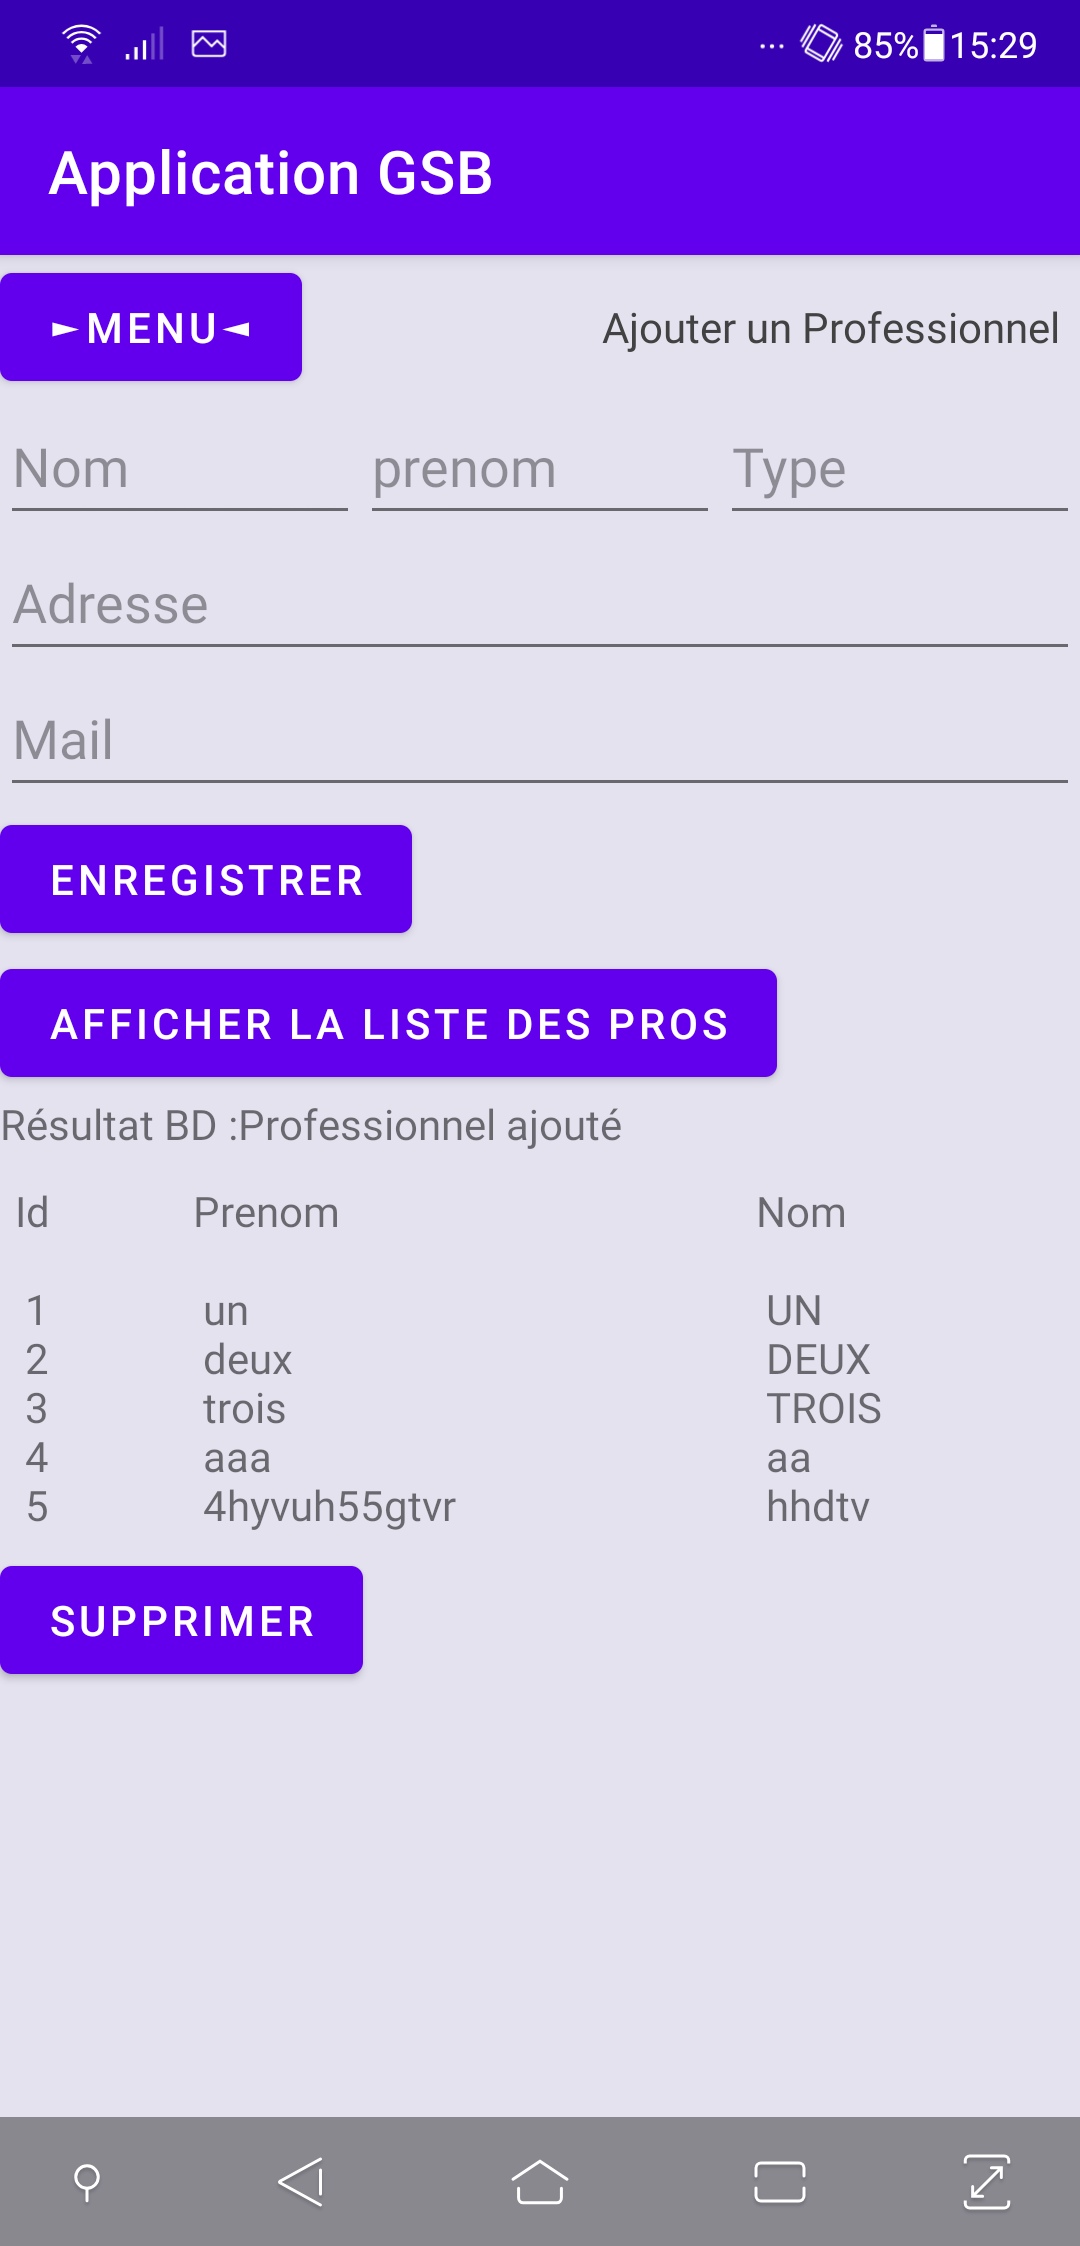 85% 15:29
Application GSB
►MENU◄ Ajouter un Professionnel
Nom prenom Type
Adresse
Mail
ENREGISTRER
AFFICHER LA LISTE DES PROS
Résultat BD :Professionnel ajouté
Id Prenom Nom
1 un UN
2 deux DEUX
3 trois TROIS
4 aaa aa
5 4hyvuh55gtvr hhdtv
SUPPRIMER